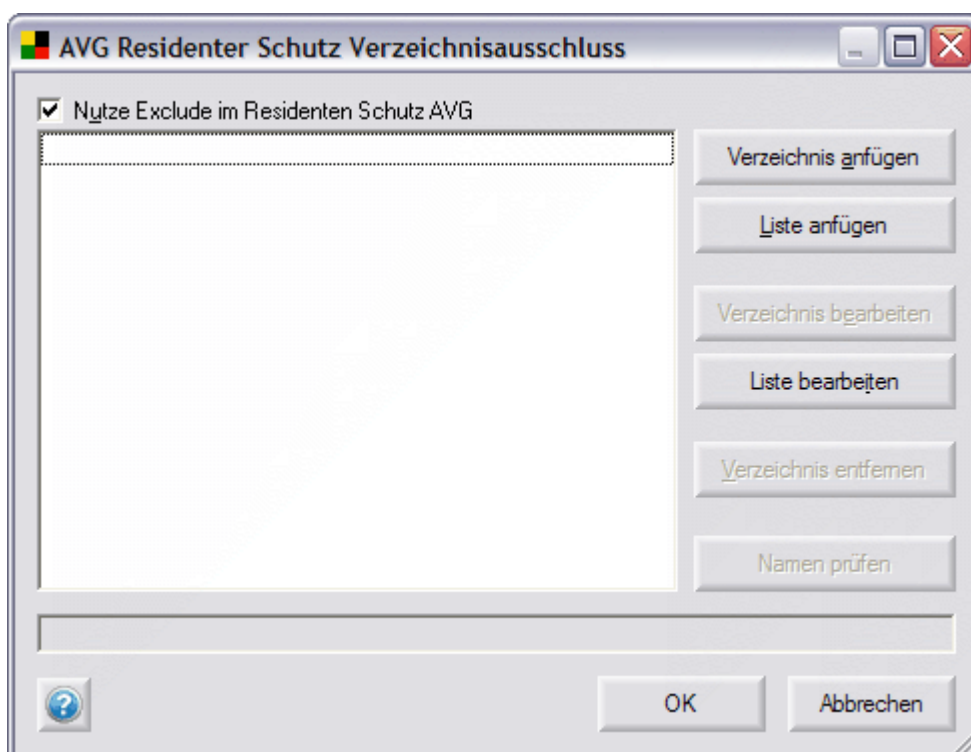 AVG Residenter Schutz Verzeichnisausschluss
Nutze Exclude im Residenten Schutz AVG
Verzeichnis anfügen
Liste anfügen
Verzeichnis bearbeiten
Liste bearbeiten
Verzeichnis entfernen
Namen prüfen
?
OK
Abbrechen